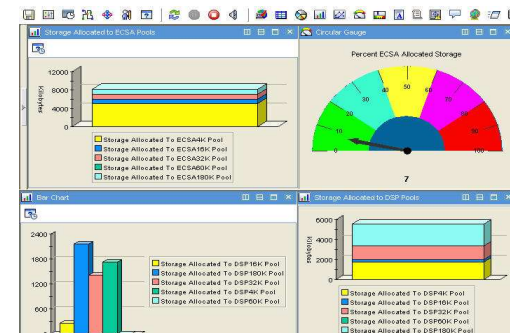 Storage Allocated to ECSA Pools
12000
8000
4000
0
Kilobytes
Storage Allocated To ECSA4K Pool
Storage Allocated To ECSA16K Pool
Storage Allocated To ECSA32K Pool
Storage Allocated To ECSA60K Pool
Storage Allocated To ECSA180K Pool
Circular Gauge
Percent ECSA Allocated Storage
0
10
30
40
50
60
70
100
7
Bar Chart
2400
1800
1200
600
Storage Allocated To DSP16K Pool
Storage Allocated To DSP180K Pool
Storage Allocated To DSP32K Pool
Storage Allocated To DSP4K Pool
Storage Allocated To DSP60K Pool
Storage Allocated to DSP Pools
6000
4000
2000
0
Kilobytes
Storage Allocated To DSP4K Pool
Storage Allocated To DSP16K Pool
Storage Allocated To DSP32K Pool
Storage Allocated To DSP60K Pool
Storage Allocated To DSP180K Pool